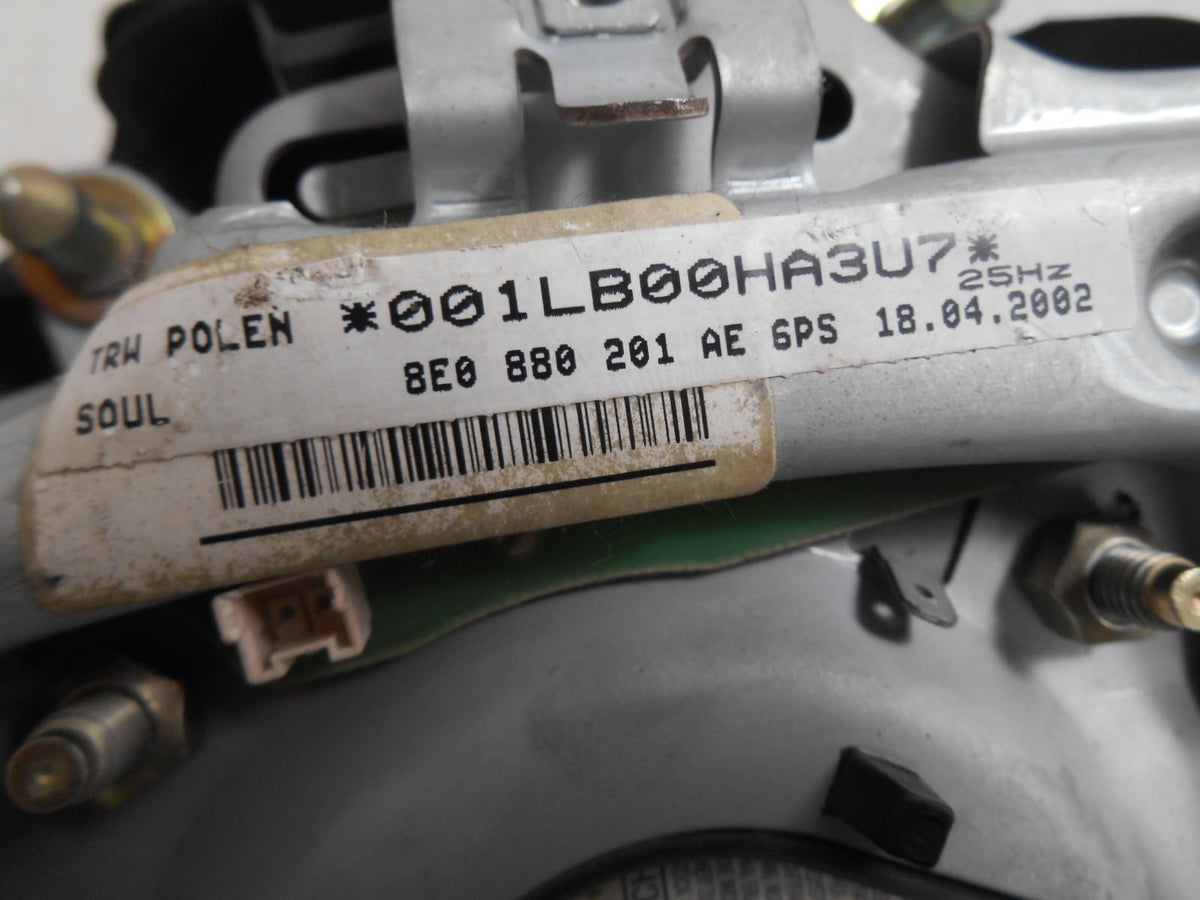 *001LB00HA3U7*
25Hz
TRW POLEN
8E0 880 201 AE 6PS 18.04.2002
SOUL